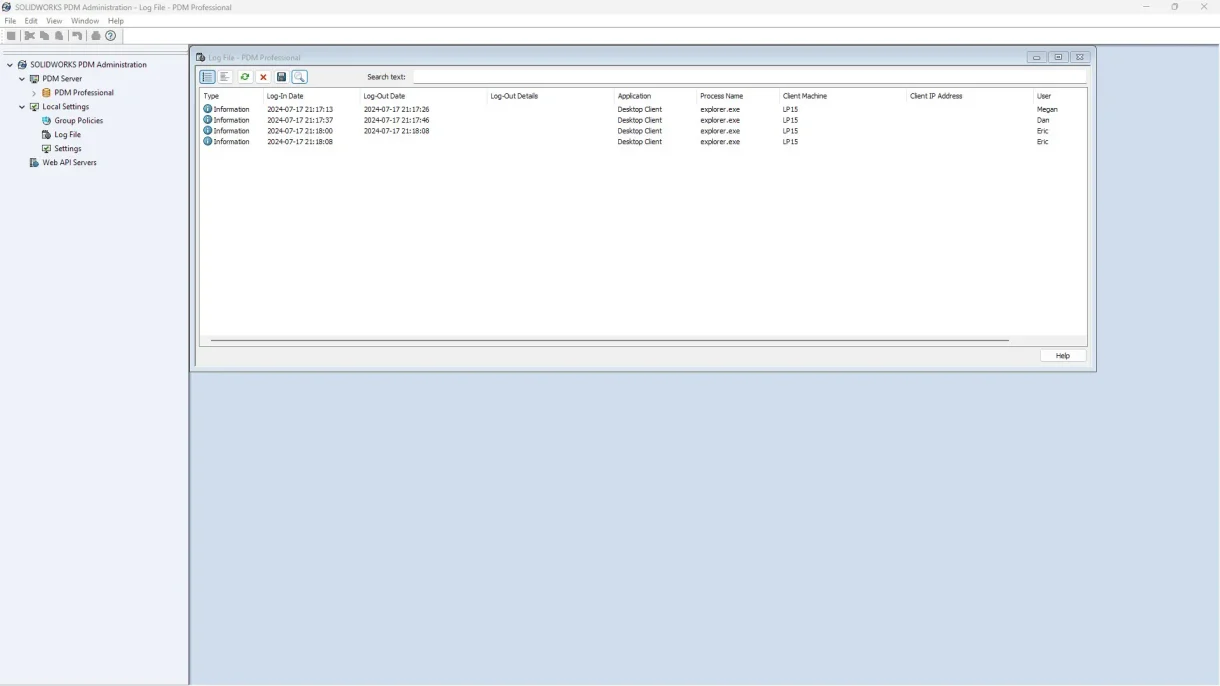 SOLIDWORKS PDM Administration - Log File - PDM Professional
File Edit View Window Help
SOLIDWORKS PDM Administration
PDM Server
PDM Professional
Local Settings
Group Policies
Log File
Settings
Web API Servers
Log File - PDM Professional
Search text:
Type Log-In Date Log-Out Date Log-Out Details Application Process Name Client Machine Client IP Address User
Information 2024-07-17 21:17:13 2024-07-17 21:17:26 Desktop Client explorer.exe LP15 Megan
Information 2024-07-17 21:17:37 2024-07-17 21:17:46 Desktop Client explorer.exe LP15 Dan
Information 2024-07-17 21:18:00 2024-07-17 21:18:08 Desktop Client explorer.exe LP15 Eric
Information 2024-07-17 21:18:08 Desktop Client explorer.exe LP15 Eric
Help